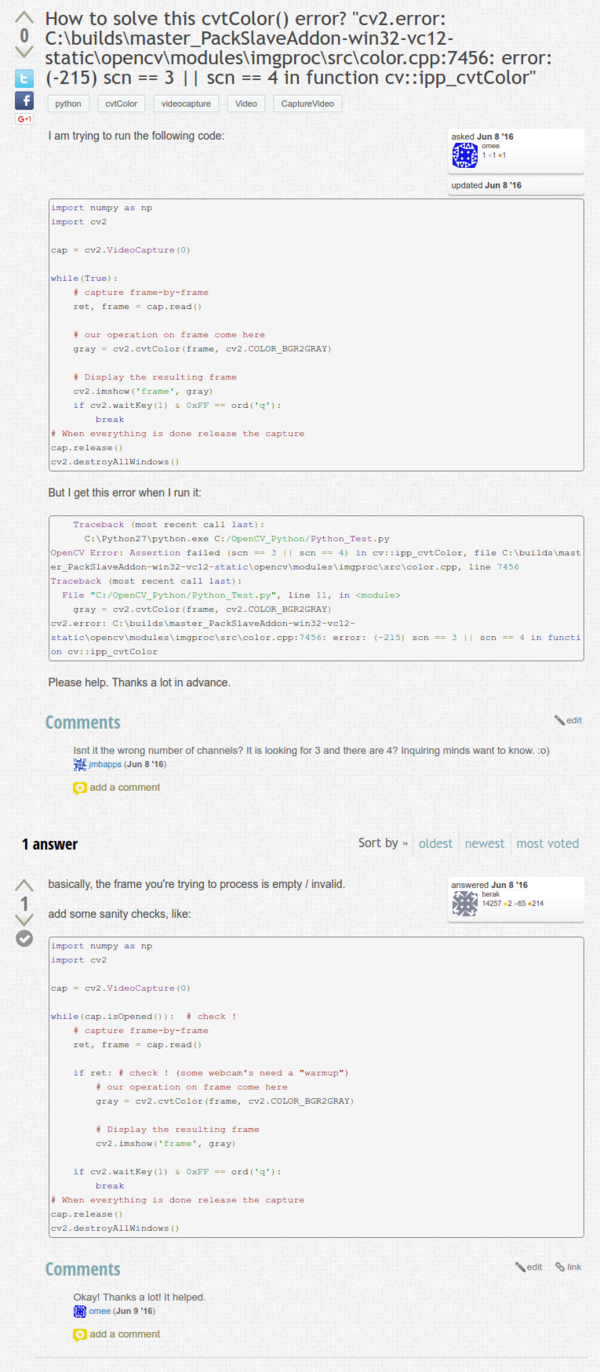 How to solve this cvtColor() error? "cv2.error:
0
C:\builds\master_PackSlaveAddon-win32-vc12-
static\opencv\modules\imgproc\src\color.cpp:7456: error:
(-215) scn == 3 || scn == 4 in function cv::ipp_cvtColor"
python cvtColor videocapture Video CaptureVideo
G+1
I am trying to run the following code:
asked Jun 8 '16
omee
1 ●1 ●1
updated Jun 8 '16
import numpy as np
import cv2
cap = cv2.VideoCapture(0)
while(True):
# capture frame-by-frame
ret, frame = cap.read()
# our operation on frame come here
gray = cv2.cvtColor(frame, cv2.COLOR_BGR2GRAY)
# Display the resulting frame
cv2.imshow('frame', gray)
if cv2.waitKey(1) & 0xFF == ord('q'):
break
# When everything is done release the capture
cap.release()
cv2.destroyAllWindows()
But I get this error when I run it:
Traceback (most recent call last):
C:\Python27\python.exe C:/OpenCV_Python/Python_Test.py
OpenCV Error: Assertion failed (scn == 3 || scn == 4) in cv::ipp_cvtColor, file C:\builds\mast
er_PackSlaveAddon-win32-vc12-static\opencv\modules\imgproc\src\color.cpp, line 7456
Traceback (most recent call last):
File "C:/OpenCV_Python/Python_Test.py", line 11, in <module>
gray = cv2.cvtColor(frame, cv2.COLOR_BGR2GRAY)
cv2.error: C:\builds\master_PackSlaveAddon-win32-vc12-
static\opencv\modules\imgproc\src\color.cpp:7456: error: (-215) scn == 3 || scn == 4 in functi
on cv::ipp_cvtColor
Please help. Thanks a lot in advance.
Comments
edit
Isnt it the wrong number of channels? It is looking for 3 and there are 4? Inquiring minds want to know. :o)
jmbapps (Jun 8 '16)
add a comment
1 answer
Sort by » oldest newest most voted
basically, the frame you're trying to process is empty / invalid.
answered Jun 8 '16
berak
14257 ●2 ●65 ●214
1
add some sanity checks, like:
import numpy as np
import cv2
cap = cv2.VideoCapture(0)
while(cap.isOpened()): # check !
# capture frame-by-frame
ret, frame = cap.read()
if ret: # check ! (some webcam's need a "warmup")
# our operation on frame come here
gray = cv2.cvtColor(frame, cv2.COLOR_BGR2GRAY)
# Display the resulting frame
cv2.imshow('frame', gray)
if cv2.waitKey(1) & 0xFF == ord('q'):
break
# When everything is done release the capture
cap.release()
cv2.destroyAllWindows()
Comments
edit link
Okay! Thanks a lot! It helped.
omee (Jun 9 '16)
add a comment